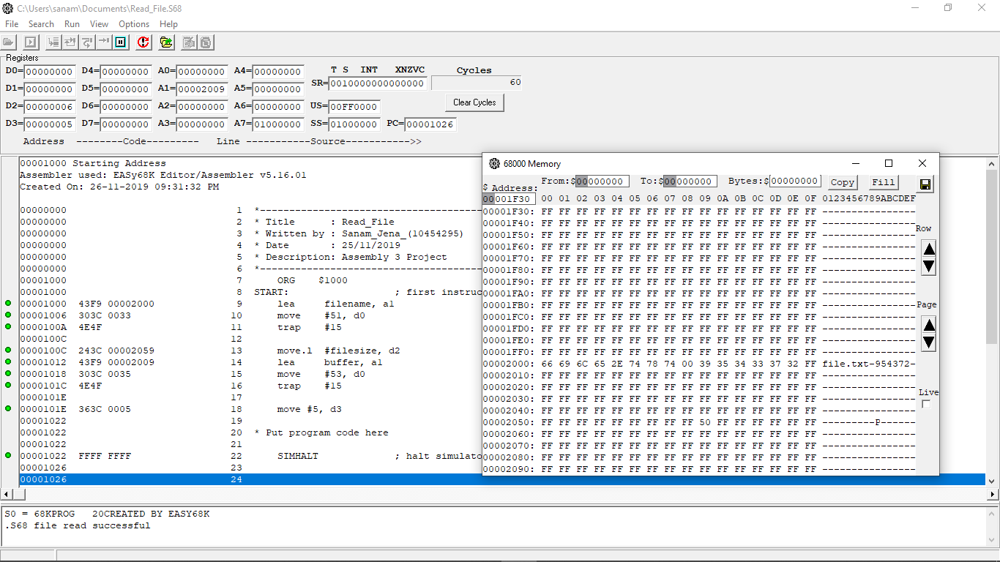 C:\Users\sanam\Documents\Read_File.S68
File Search Run View Options Help
Registers
D0=00000000 D4=00000000 A0=00000000 A4=00000000 T S INT XNZVC Cycles
D1=00000000 D5=00000000 A1=00002009 A5=00000000 SR=0010000000000000 60
D2=00000006 D6=00000000 A2=00000000 A6=00000000 US=00FF0000 Clear Cycles
D3=00000005 D7=00000000 A3=00000000 A7=01000000 SS=01000000 PC=00001026
Address --------Code--------- Line -----------Source----------->>
00001000 Starting Address
Assembler used: EASy68K Editor/Assembler v5.16.01
Created On: 26-11-2019 09:31:32 PM
00000000 1 *--------------------------------------
00000000 2 * Title : Read_File
00000000 3 * Written by : Sanam_Jena_(10454295)
00000000 4 * Date : 25/11/2019
00000000 5 * Description: Assembly 3 Project
00000000 6 *--------------------------------------
00001000 7 ORG $1000
00001000 8 START: ; first instruc
00001000 43F9 00002000 9 lea filename, a1
00001006 303C 0033 10 move #51, d0
0000100A 4E4F 11 trap #15
0000100C 12
0000100C 243C 00002059 13 move.l #filesize, d2
00001012 43F9 00002009 14 lea buffer, a1
00001018 303C 0035 15 move #53, d0
0000101C 4E4F 16 trap #15
0000101E 17
0000101E 363C 0005 18 move #5, d3
00001022 19
00001022 20 * Put program code here
00001022 21
00001022 FFFF FFFF 22 SIMHALT ; halt simulato
00001026 23
00001026 24
68000 Memory
From:$00000000 To:$00000000 Bytes:$00000000 Copy Fill
$ Address:
00001F30 00 01 02 03 04 05 06 07 08 09 0A 0B 0C 0D 0E 0F 0123456789ABCDEF
00001F30: FF FF FF FF FF FF FF FF FF FF FF FF FF FF FF FF ----------------
00001F40: FF FF FF FF FF FF FF FF FF FF FF FF FF FF FF FF ----------------
00001F50: FF FF FF FF FF FF FF FF FF FF FF FF FF FF FF FF ----------------
00001F60: FF FF FF FF FF FF FF FF FF FF FF FF FF FF FF FF ----------------
00001F70: FF FF FF FF FF FF FF FF FF FF FF FF FF FF FF FF ----------------
00001F80: FF FF FF FF FF FF FF FF FF FF FF FF FF FF FF FF ----------------
00001F90: FF FF FF FF FF FF FF FF FF FF FF FF FF FF FF FF ----------------
00001FA0: FF FF FF FF FF FF FF FF FF FF FF FF FF FF FF FF ----------------
00001FB0: FF FF FF FF FF FF FF FF FF FF FF FF FF FF FF FF ----------------
00001FC0: FF FF FF FF FF FF FF FF FF FF FF FF FF FF FF FF ----------------
00001FD0: FF FF FF FF FF FF FF FF FF FF FF FF FF FF FF FF ----------------
00001FE0: FF FF FF FF FF FF FF FF FF FF FF FF FF FF FF FF ----------------
00001FF0: FF FF FF FF FF FF FF FF FF FF FF FF FF FF FF FF ----------------
00002000: 66 69 6C 65 2E 74 78 74 00 39 35 34 33 37 32 FF file.txt-954372-
00002010: FF FF FF FF FF FF FF FF FF FF FF FF FF FF FF FF ----------------
00002020: FF FF FF FF FF FF FF FF FF FF FF FF FF FF FF FF ----------------
00002030: FF FF FF FF FF FF FF FF FF FF FF FF FF FF FF FF ----------------
00002040: FF FF FF FF FF FF FF FF FF FF FF FF FF FF FF FF ----------------
00002050: FF FF FF FF FF FF FF FF FF 50 FF FF FF FF FF FF ---------P------
00002060: FF FF FF FF FF FF FF FF FF FF FF FF FF FF FF FF ----------------
00002070: FF FF FF FF FF FF FF FF FF FF FF FF FF FF FF FF ----------------
00002080: FF FF FF FF FF FF FF FF FF FF FF FF FF FF FF FF ----------------
00002090: FF FF FF FF FF FF FF FF FF FF FF FF FF FF FF FF ----------------
Row
Page
Live
S0 = 68KPROG 20CREATED BY EASY68K
.S68 file read successful